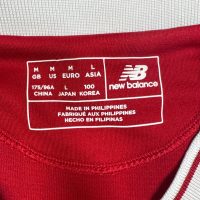 M M M L
GB US EURO ASIA
175/96A L 100
CHINA JAPAN KOREA
NB
new balance
MADE IN PHILIPPINES
FABRIQUÉ AUX PHILIPPINES
HECHO EN FILIPINAS